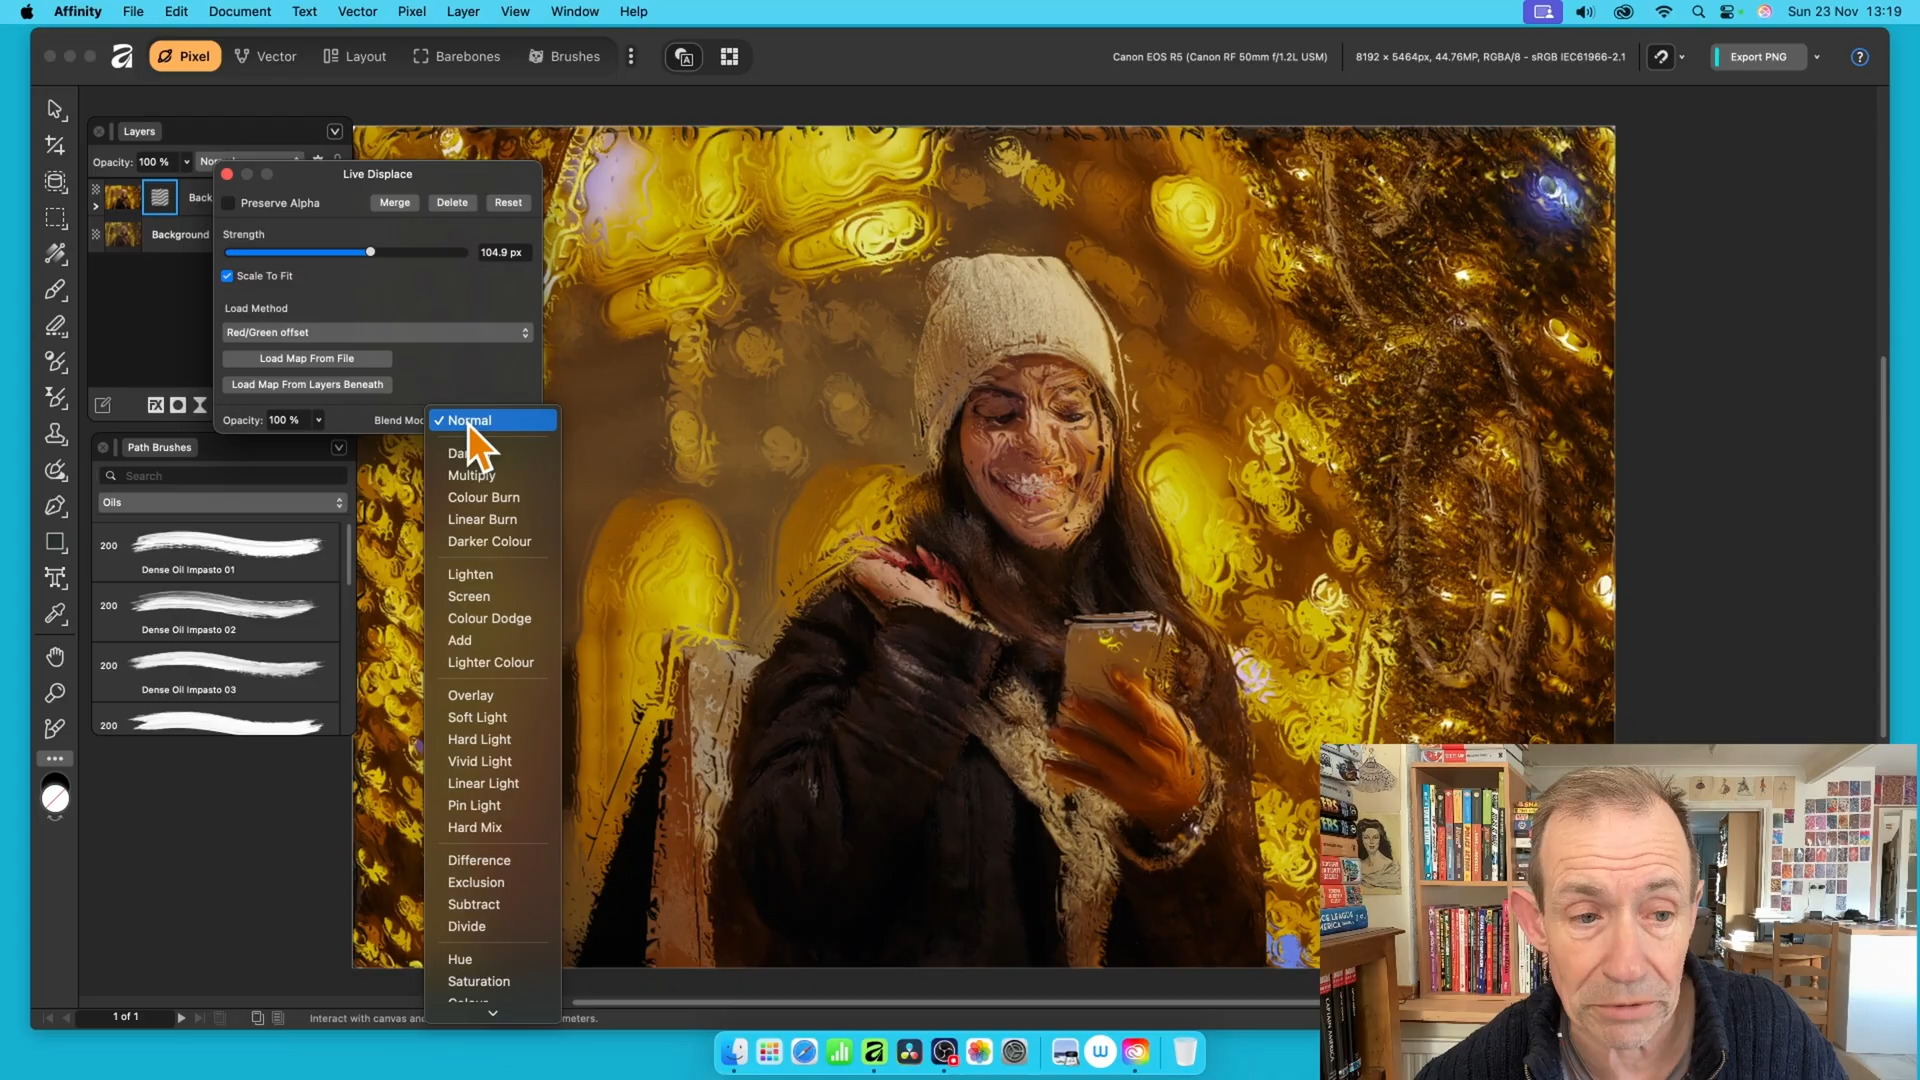 Affinity File Edit Document Text Vector Pixel Layer View Window Help Sun 23 Nov 13:19
Pixel Vector Layout Barebones Brushes Canon EOS R5 (Canon RF 50mm f/1.2L USM) 8192 × 5464px, 44.76MP, RGBA/8 - sRGB IEC61966-2.1 Export PNG
Layers
Opacity: 100 %
Back
Background
Live Displace
Preserve Alpha Merge Delete Reset
Strength
104.9 px
Scale To Fit
Load Method
Red/Green offset
Load Map From File
Load Map From Layers Beneath
Opacity: 100 % Blend Mod
Normal
Multiply
Colour Burn
Linear Burn
Darker Colour
Lighten
Screen
Colour Dodge
Add
Lighter Colour
Overlay
Soft Light
Hard Light
Vivid Light
Linear Light
Pin Light
Hard Mix
Difference
Exclusion
Subtract
Divide
Hue
Saturation
Path Brushes
Search
Oils
200
Dense Oil Impasto 01
200
Dense Oil Impasto 02
200
Dense Oil Impasto 03
200
1 of 1 Interact with canvas an meters.